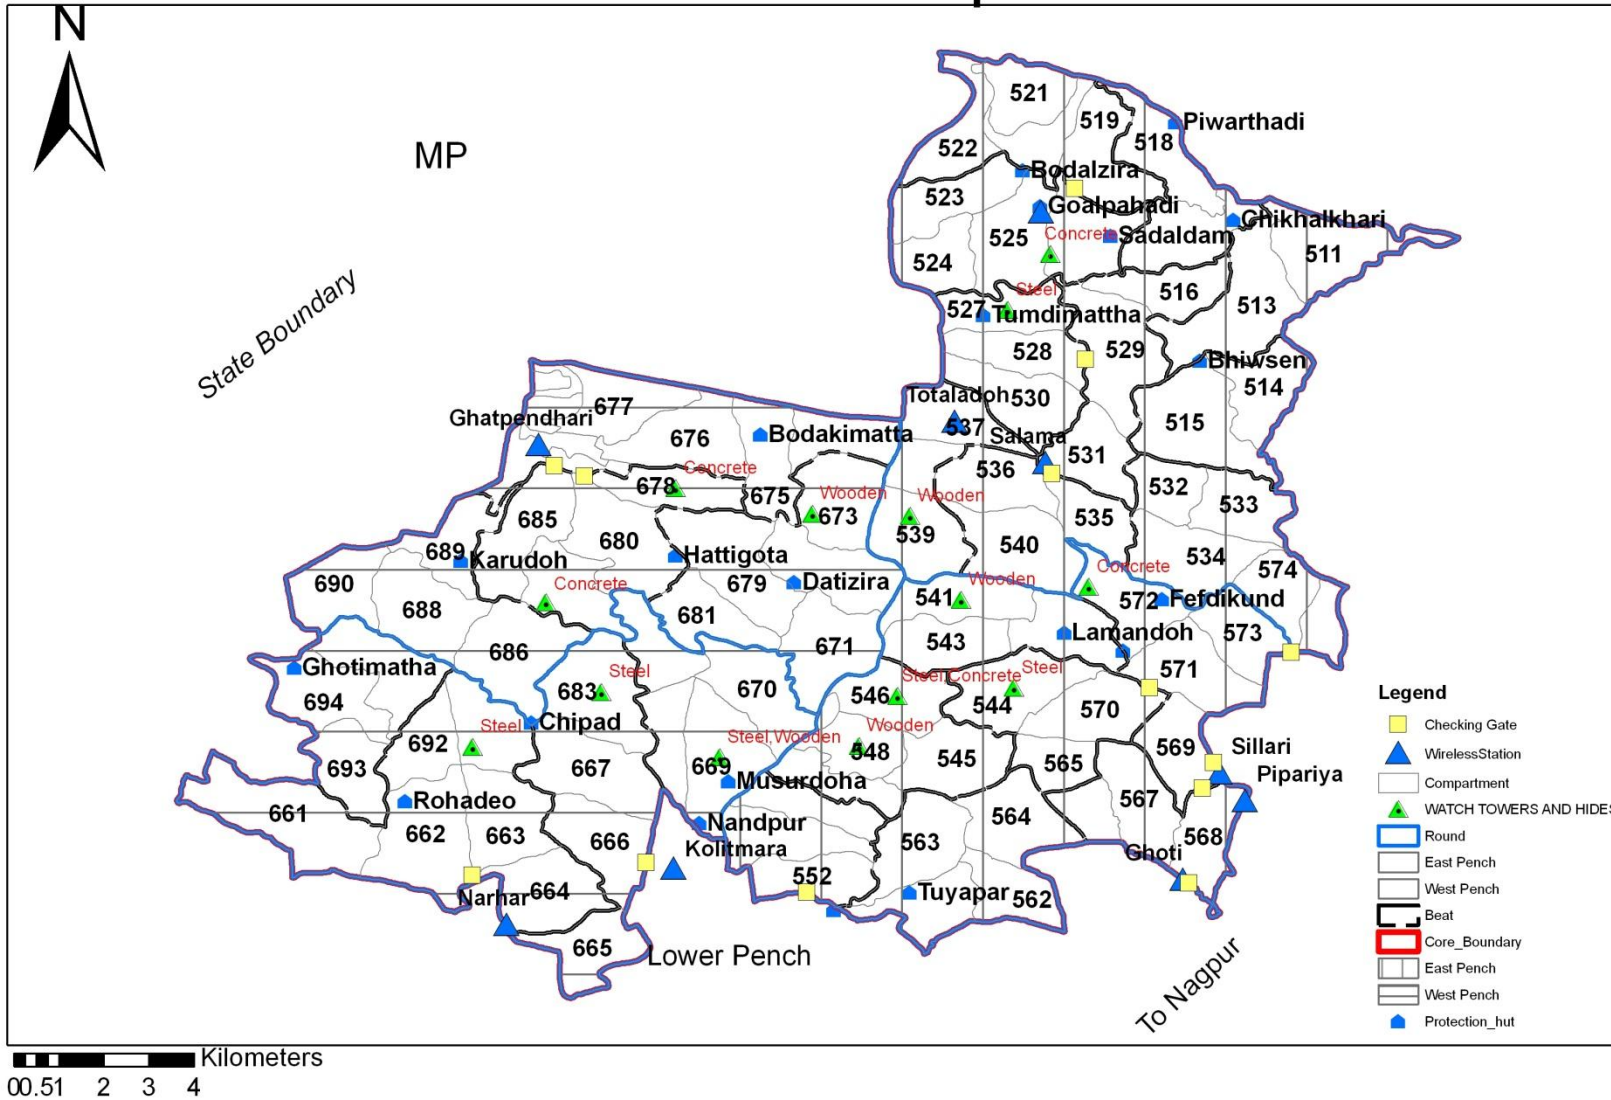 N
MP
State Boundary
521
519
518
Piwarthadi
522
Bodalzira
523
Goalpahadi
Chikhalkhari
525
Concrete
Sadaldam
511
524
516
513
Steel
527
Tumdimattha
528
529
Bhiwsen
514
677
Totaladoh
530
515
Ghatpendhari
676
Bodakimatta
537
Salama
531
536
Concrete
678
675
Wooden
Wooden
532
533
685
673
535
539
540
680
689
Karudoh
Hattigota
534
574
690
Concrete
679
Datizira
Wooden
Concrete
541
572
Fefdikund
688
681
543
Lamandoh
573
686
671
Ghotimatha
Steel
Steel,Concrete
Steel
571
683
670
546
544
694
570
Chipad
Steel
692
Steel,Wooden
Wooden
548
569
Sillari
693
667
669
545
565
Pipariya
Musurdoha
567
Rohadeo
661
662
663
666
Nandpur
563
564
568
Kolitmara
Ghoti
552
Narhar
664
Tuyapar
562
665
Lower Pench
To Nagpur
Legend
Checking Gate
WirelessStation
Compartment
WATCH TOWERS AND HIDES
Round
East Pench
West Pench
Beat
Core_Boundary
East Pench
West Pench
Protection_hut
Kilometers
00.51 2 3 4